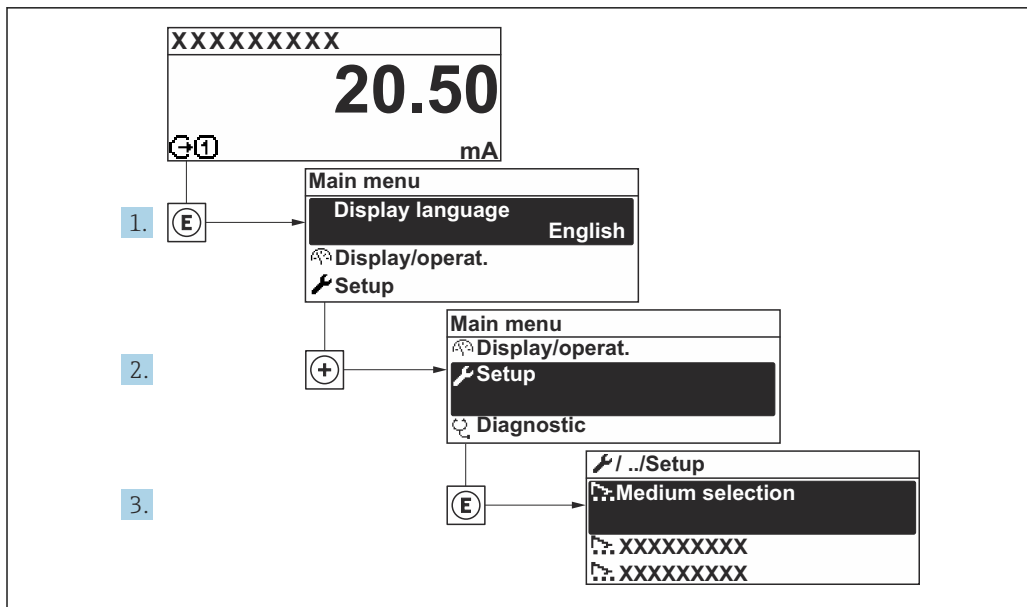 XXXXXXXXX
20.50
1
mA
1.
E
Main menu
Display language
English
Display/operat.
Setup
2.
+
Main menu
Display/operat.
Setup
Diagnostic
3.
E
/ ../Setup
Medium selection
XXXXXXXXX
XXXXXXXXX